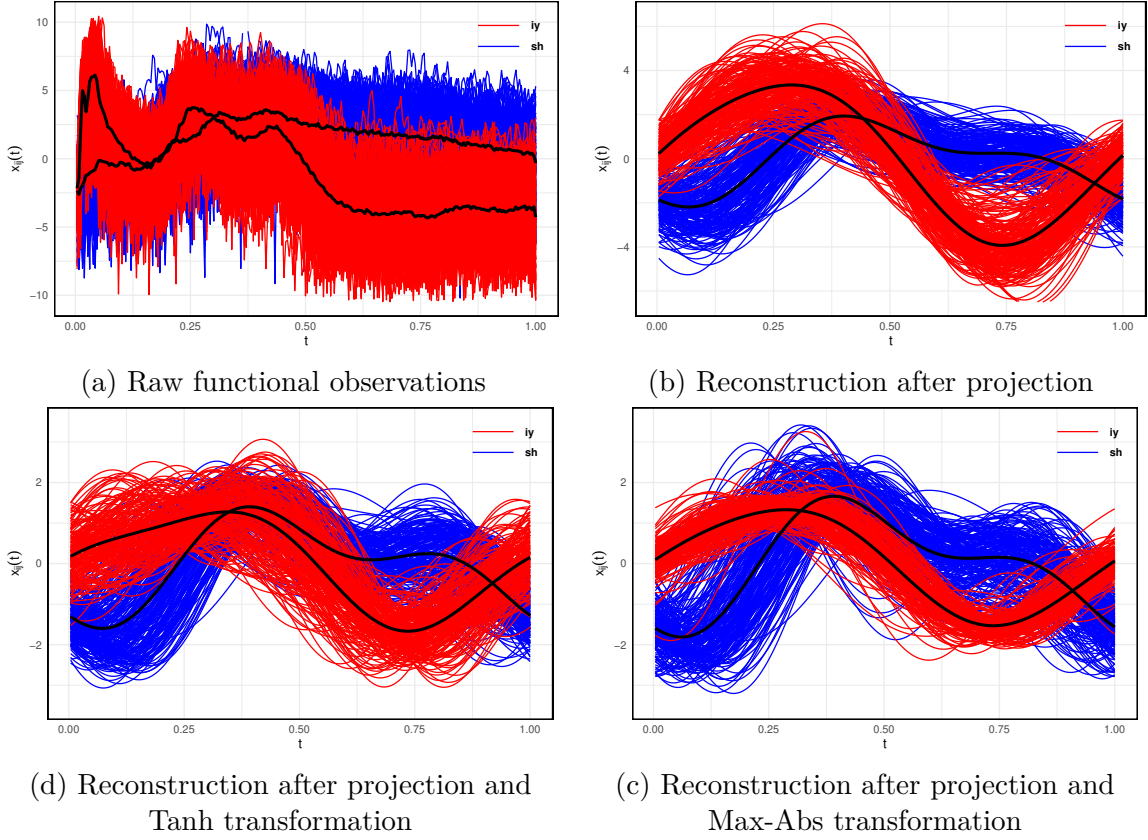 iy
sh
x_ij(t)
10
5
0
−5
−10
0.00 0.25 0.50 0.75 1.00
t
(a) Raw functional observations
iy
sh
x_ij(t)
4
0
−4
0.00 0.25 0.50 0.75 1.00
t
(b) Reconstruction after projection
iy
sh
x_ij(t)
2
0
−2
0.00 0.25 0.50 0.75 1.00
t
(d) Reconstruction after projection and
Tanh transformation
iy
sh
x_ij(t)
2
0
−2
0.00 0.25 0.50 0.75 1.00
t
(c) Reconstruction after projection and
Max-Abs transformation